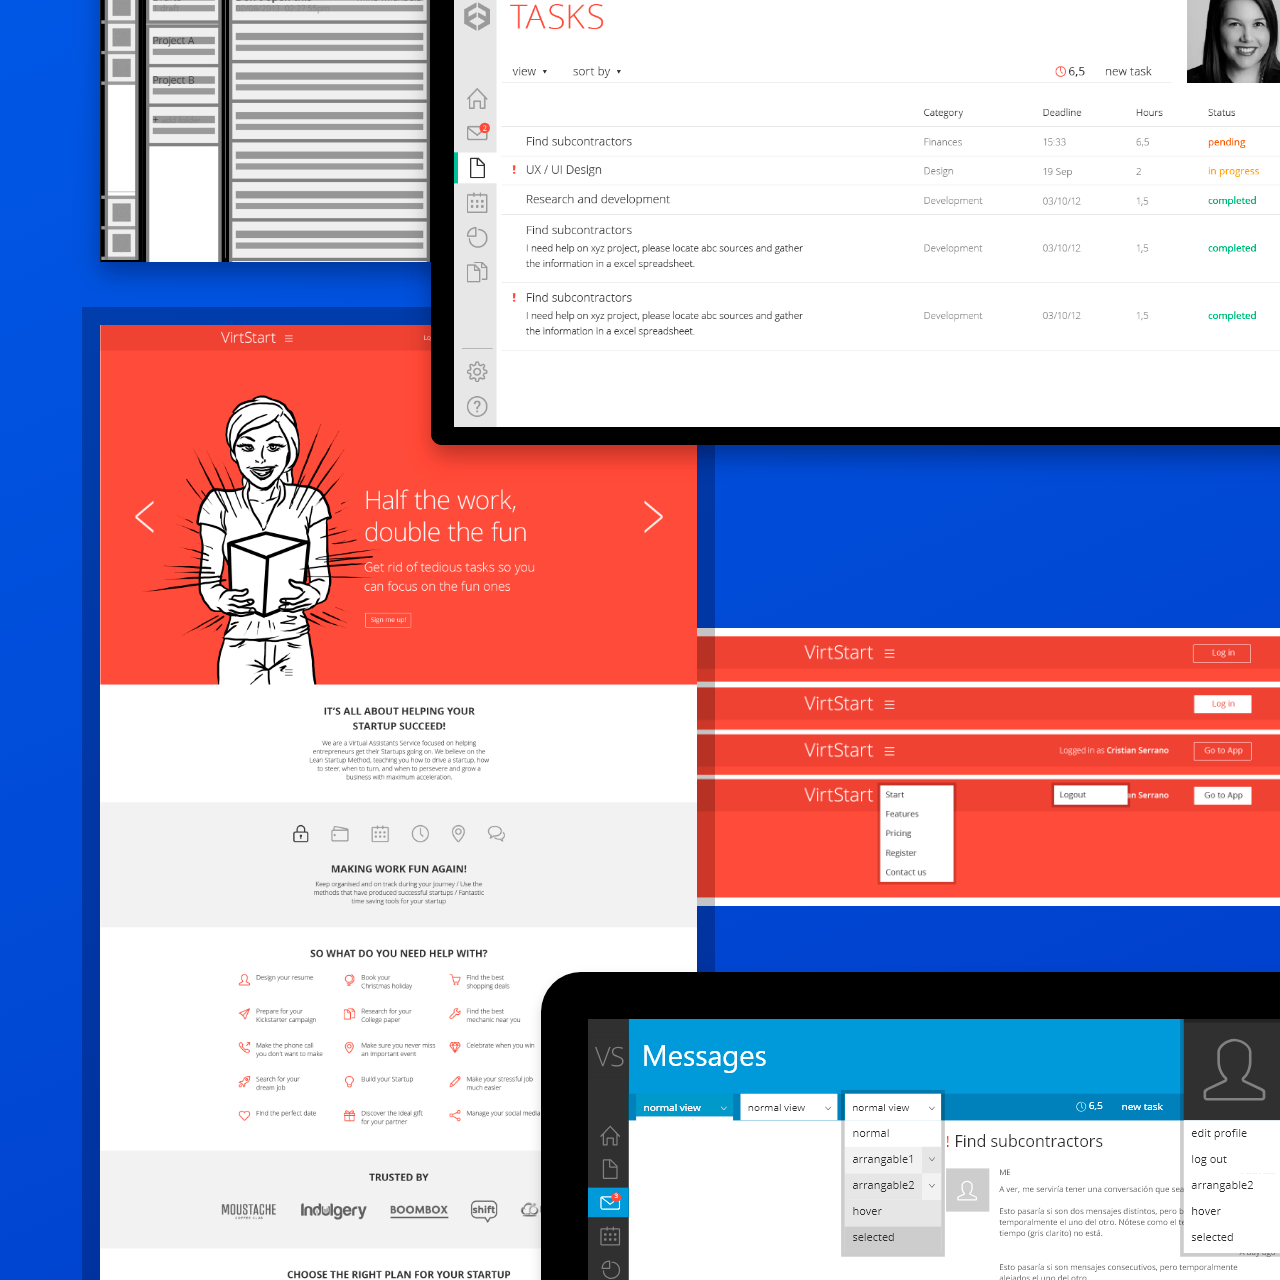 Project A
Project B
TASKS
view
sort by
6,5
new task
Category
Deadline
Hours
Status
Find subcontractors
Finances
15:33
6,5
pending
2
! UX / UI Design
Design
19 Sep
2
in progress
Research and development
Development
03/10/12
1,5
completed
Find subcontractors
I need help on xyz project, please locate abc sources and gather
the information in a excel spreadsheet.
Development
03/10/12
1,5
completed
! Find subcontractors
I need help on xyz project, please locate abc sources and gather
the information in a excel spreadsheet.
Development
03/10/12
1,5
completed
?
VirtStart
Lo
Half the work,
double the fun
Get rid of tedious tasks so you
can focus on the fun ones
Sign me up!
IT'S ALL ABOUT HELPING YOUR
STARTUP SUCCEED!
We are a Virtual Assistants Service focused on helping
entrepreneurs get their Startups going on. We believe on the
Lean Startup Method, teaching you how to drive a startup, how
to steer, when to turn, and when to persevere and grow a
business with maximum acceleration.
MAKING WORK FUN AGAIN!
Keep organised and on track during your journey / Use the
methods that have produced successful startups / Fantastic
time saving tools for your startup
SO WHAT DO YOU NEED HELP WITH?
Design your resume
Book your
Christmas holiday
Find the best
shopping deals
Prepare for your
Kickstarter campaign
Research for your
College paper
Find the best
mechanic near you
Make the phone call
you don't want to make
Make sure you never miss
an important event
Celebrate when you win
Search for your
dream job
Build your Startup
Make your stressful job
much easier
Find the perfect date
Discover the ideal gift
for your partner
Manage your social media
TRUSTED BY
MOUSTACHE
COFFEE CLUB
Indulgery
BOOMBOX
shift
CHOOSE THE RIGHT PLAN FOR YOUR STARTUP
VirtStart
Log in
VirtStart
Log in
VirtStart
Logged in as Cristian Serrano
Go to App
VirtStart
Start
Features
Pricing
Register
Contact us
Logout
an Serrano
Go to App
VS
Messages
normal view
normal view
normal view
6,5
new task
normal
arrangable1
arrangable2
hover
selected
3
! Find subcontractors
ME
A ver, me serviría tener una conversación que sea
Esto pasaría si son dos mensajes distintos, pero
temporalmente el uno del otro. Nótese como el
tiempo (gris clarito) no está.
Esto pasaría si son mensajes consecutivos, pero temporalmente
alejados el uno del otro
edit profile
log out
arrangable2
hover
selected